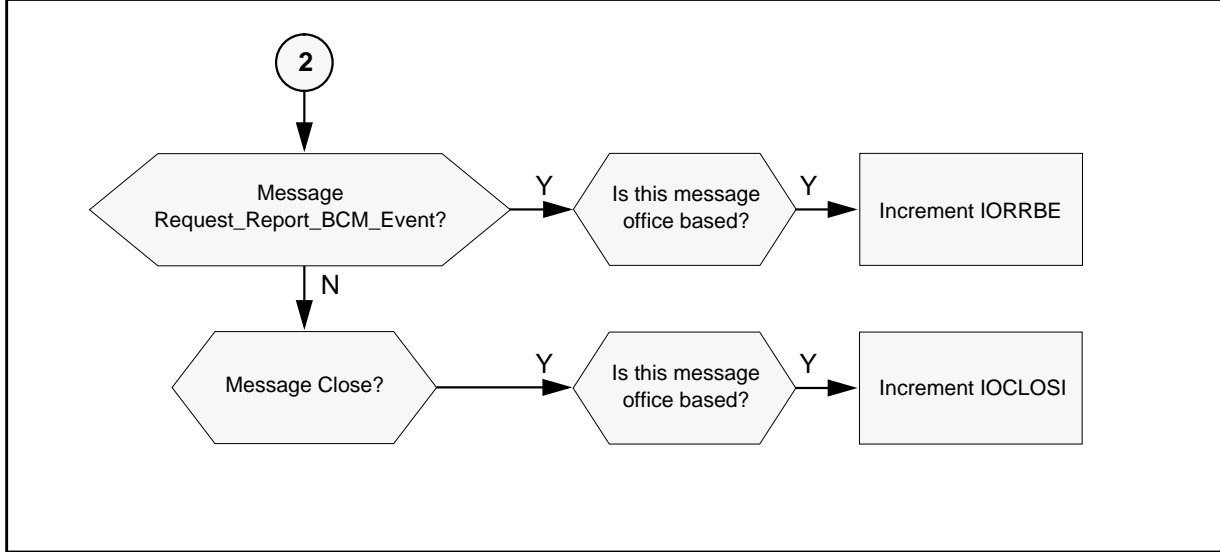 2
Message
Request_Report_BCM_Event?
Y
Is this message
office based?
Y
Increment IORRBE
N
Message Close?
Y
Is this message
office based?
Y
Increment IOCLOSI